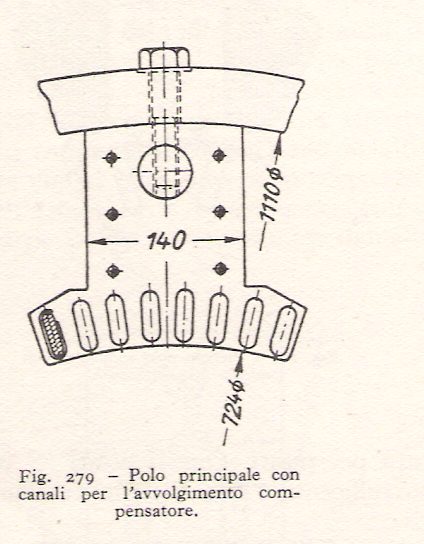 1110ϕ
140
724ϕ
Fig. 279 – Polo principale con
canali per l'avvolgimento com-
pensatore.